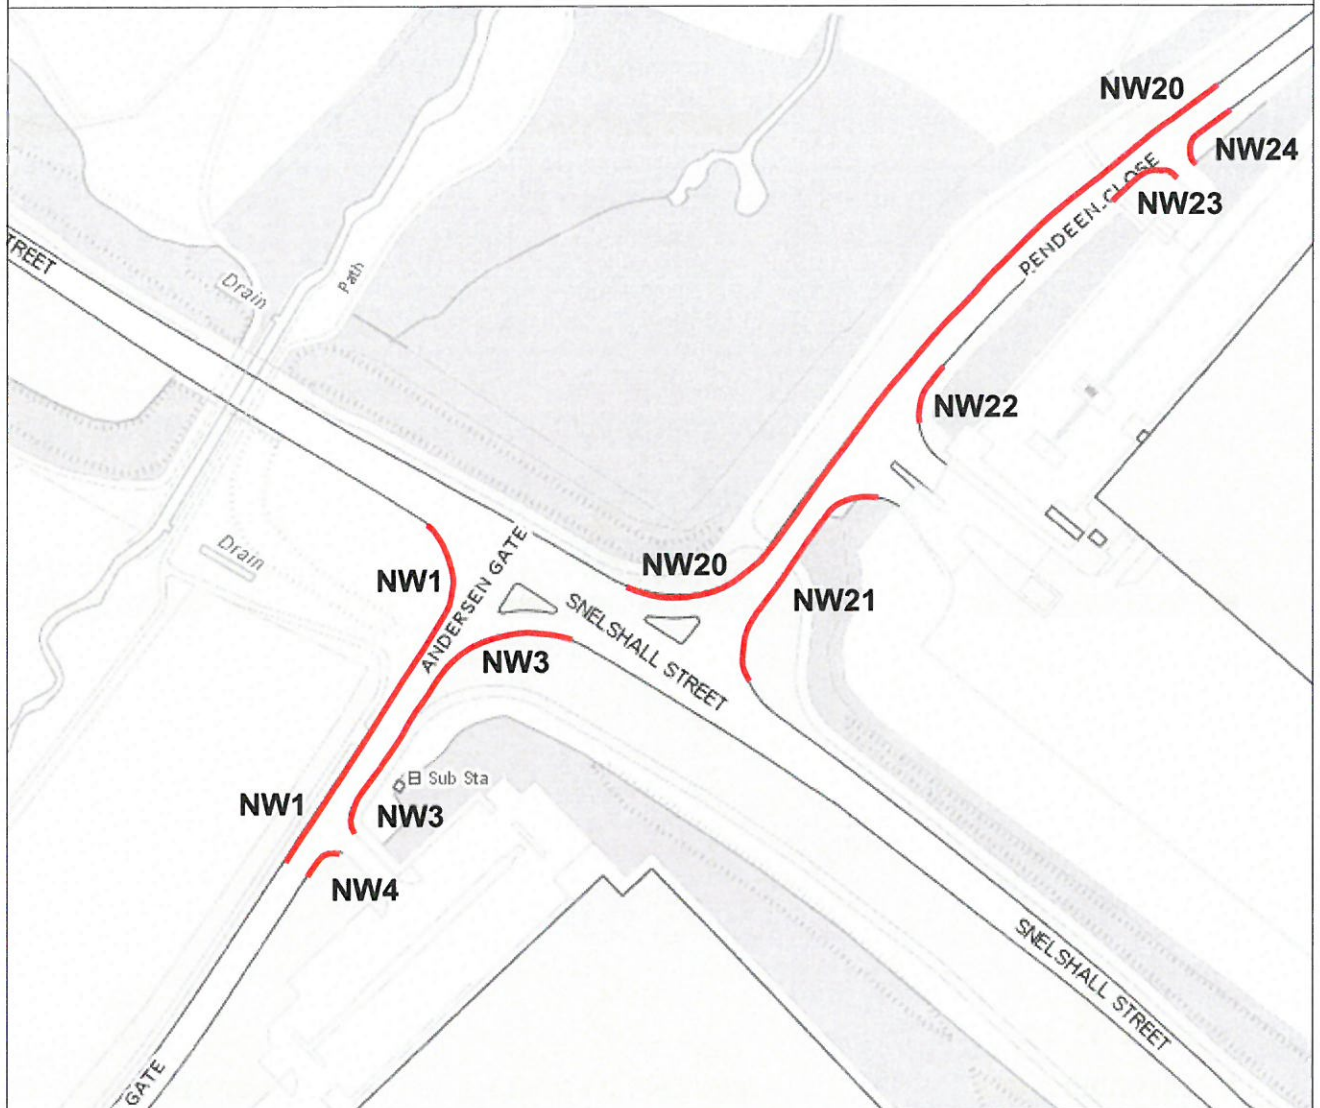 NW20
NW24
PENDEEN CLOSE
NW23
TREET
Drain
Path
NW22
Drain
NW1
ANDERSEN GATE
NW20
SNELSHALL STREET
NW21
NW3
Sub Sta
NW1
NW3
NW4
SNELSHALL STREET
GATE